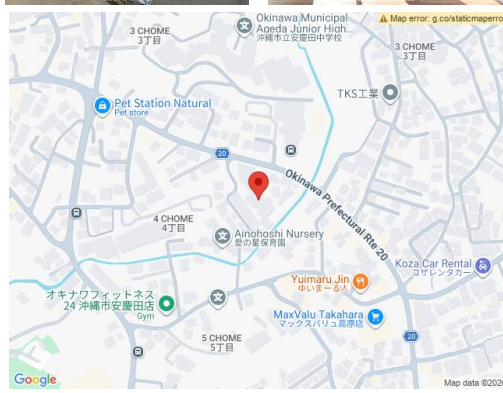 Okinawa Municipal
Ageda Junior High...
沖縄市立安慶田中学校
Map error: g.co/staticmaperro
3 CHOME
3丁目
3 CHOME
3丁目
TKS工業
Pet Station Natural
Pet store
20
Okinawa Prefectural Rte 20
4 CHOME
4丁目
Ainohoshi Nursery
愛の星保育園
Koza Car Rental
コザレンタカー
Yuimaru Jin
ゆいまーる人
オキナワフィットネス
24 沖縄市安慶田店
Gym
MaxValu Takahara
マックスバリュ高原店
20
5 CHOME
5丁目
Google
Map data ©202